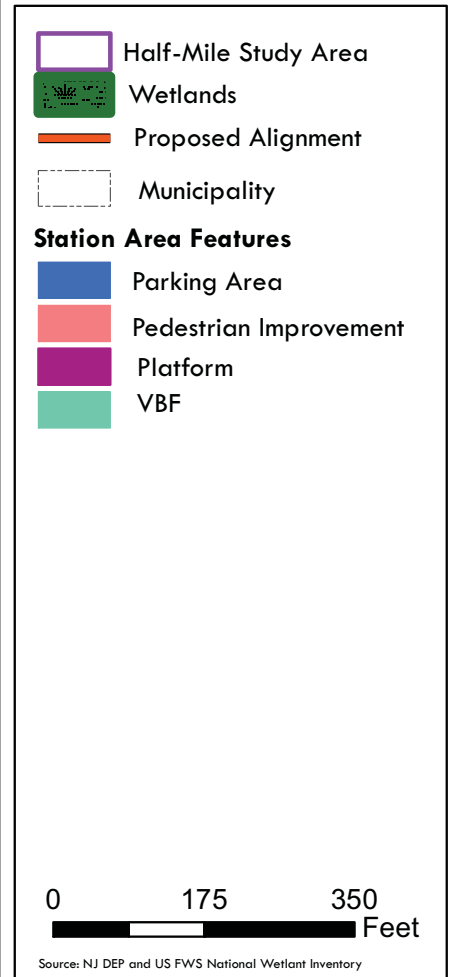 Half-Mile Study Area
Wetlands
Proposed Alignment
Municipality
Station Area Features
Parking Area
Pedestrian Improvement
Platform
VBF
0 175 350
Feet
Source: NJ DEP and US FWS National Wetlant Inventory